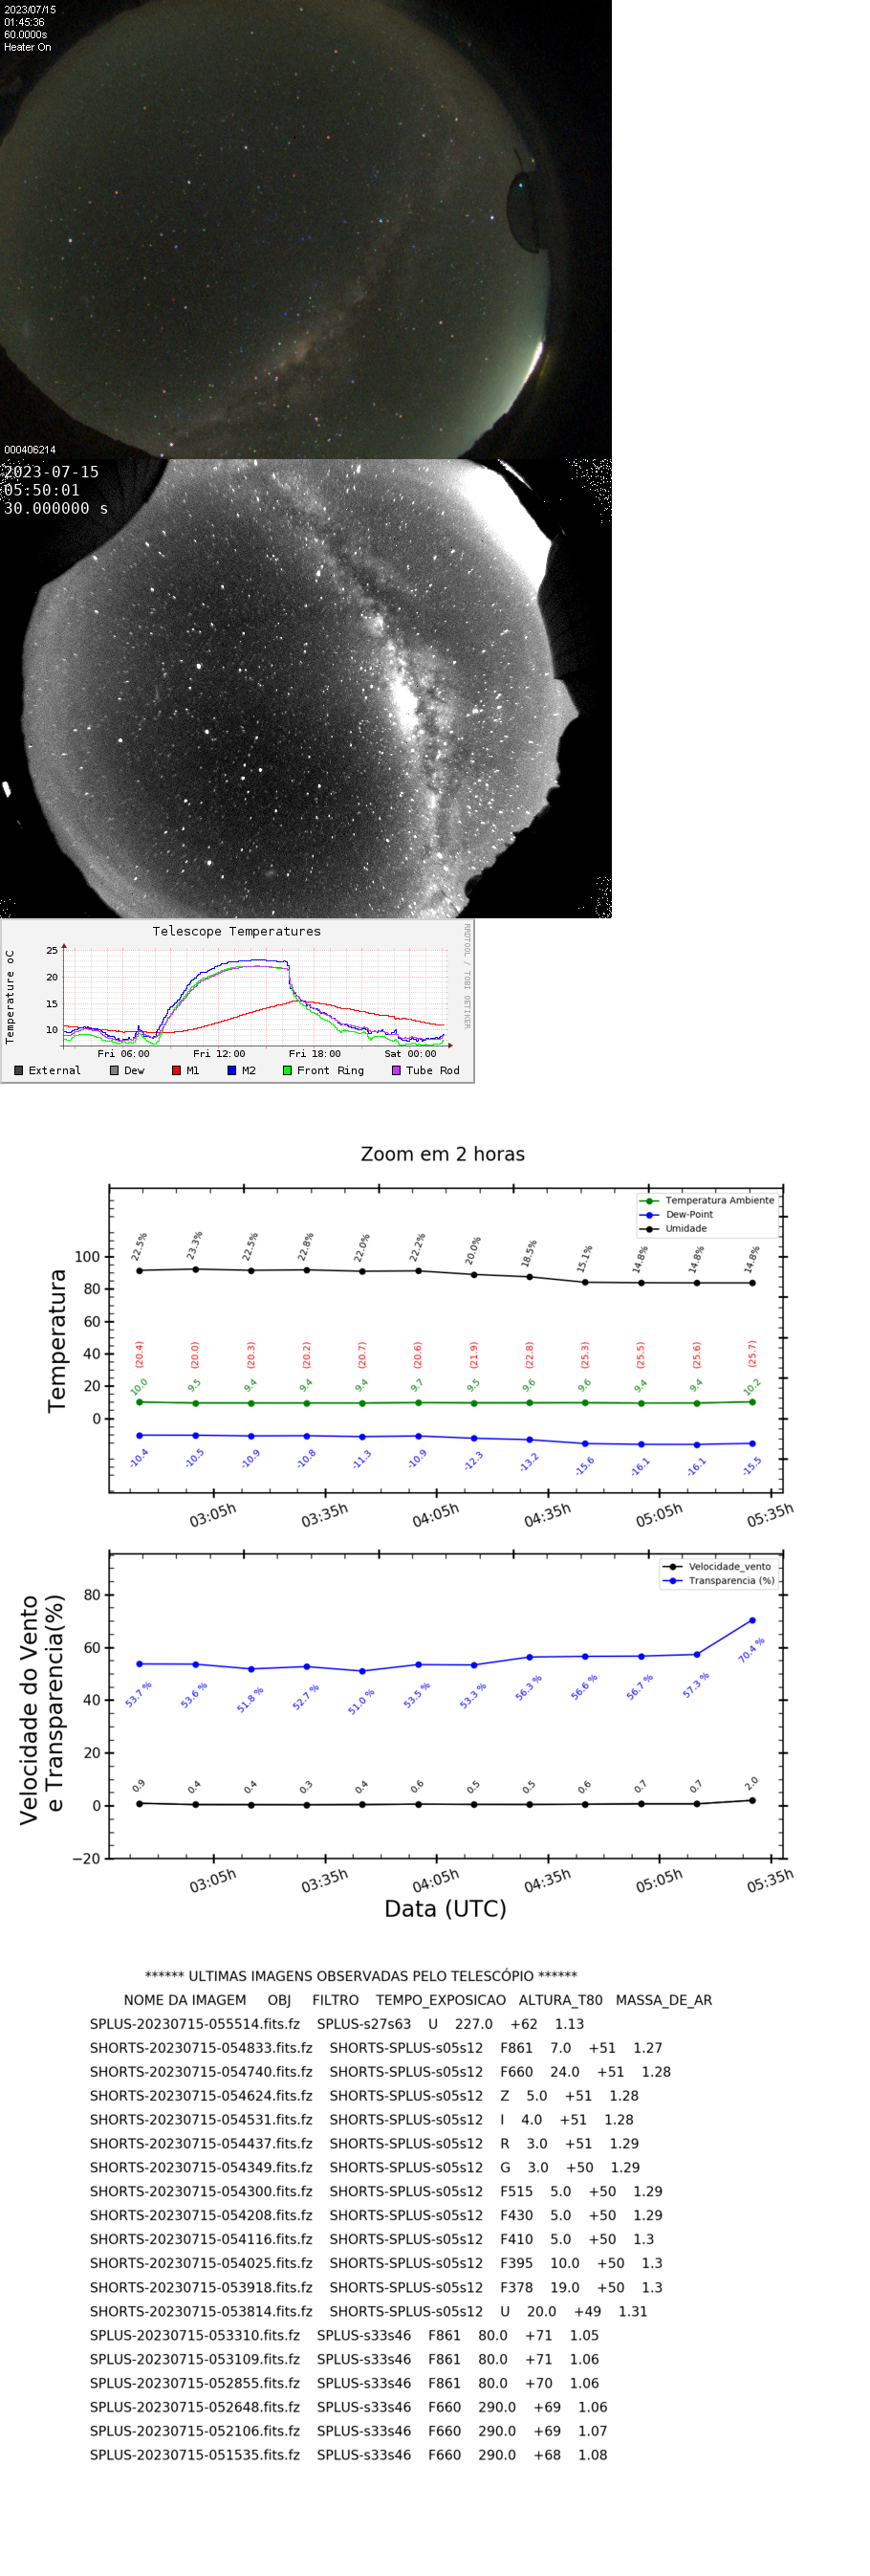 2023/07/15
01:45:36
60.0000s
Heater On
000406214
2023-07-15
05:50:01
30.000000 s
Telescope Temperatures
RRDTOOL / TOBI OETIKER
Temperature oC
25
20
15
10
Fri 06:00 Fri 12:00 Fri 18:00 Sat 00:00
External Dew M1 M2 Front Ring Tube Rod
Zoom em 2 horas
Temperatura Ambiente
Dew-Point
Umidade
Temperatura
100
80
60
40
20
0
22.5% 23.3% 22.5% 22.8% 22.0% 22.2% 20.0% 18.5% 15.1% 14.8% 14.8% 14.8%
(20.4) (20.0) (20.3) (20.2) (20.7) (20.6) (21.9) (22.8) (25.3) (25.5) (25.6) (25.7)
10.0 9.5 9.4 9.4 9.4 9.7 9.5 9.6 9.6 9.4 9.4 10.2
-10.4 -10.5 -10.9 -10.8 -11.3 -10.9 -12.3 -13.2 -15.6 -16.1 -16.1 -15.5
03:05h 03:35h 04:05h 04:35h 05:05h 05:35h
Velocidade_vento
Transparencia (%)
Velocidade do Vento
e Transparencia(%)
80
60
40
20
0
−20
53.7 % 53.6 % 51.8 % 52.7 % 51.0 % 53.5 % 53.3 % 56.3 % 56.6 % 56.7 % 57.3 % 70.4 %
0.9 0.4 0.4 0.3 0.4 0.6 0.5 0.5 0.6 0.7 0.7 2.0
03:05h 03:35h 04:05h 04:35h 05:05h 05:35h
Data (UTC)
****** ULTIMAS IMAGENS OBSERVADAS PELO TELESCÓPIO ******
NOME DA IMAGEM OBJ FILTRO TEMPO_EXPOSICAO ALTURA_T80 MASSA_DE_AR
SPLUS-20230715-055514.fits.fz SPLUS-s27s63 U 227.0 +62 1.13
SHORTS-20230715-054833.fits.fz SHORTS-SPLUS-s05s12 F861 7.0 +51 1.27
SHORTS-20230715-054740.fits.fz SHORTS-SPLUS-s05s12 F660 24.0 +51 1.28
SHORTS-20230715-054624.fits.fz SHORTS-SPLUS-s05s12 Z 5.0 +51 1.28
SHORTS-20230715-054531.fits.fz SHORTS-SPLUS-s05s12 I 4.0 +51 1.28
SHORTS-20230715-054437.fits.fz SHORTS-SPLUS-s05s12 R 3.0 +51 1.29
SHORTS-20230715-054349.fits.fz SHORTS-SPLUS-s05s12 G 3.0 +50 1.29
SHORTS-20230715-054300.fits.fz SHORTS-SPLUS-s05s12 F515 5.0 +50 1.29
SHORTS-20230715-054208.fits.fz SHORTS-SPLUS-s05s12 F430 5.0 +50 1.29
SHORTS-20230715-054116.fits.fz SHORTS-SPLUS-s05s12 F410 5.0 +50 1.3
SHORTS-20230715-054025.fits.fz SHORTS-SPLUS-s05s12 F395 10.0 +50 1.3
SHORTS-20230715-053918.fits.fz SHORTS-SPLUS-s05s12 F378 19.0 +50 1.3
SHORTS-20230715-053814.fits.fz SHORTS-SPLUS-s05s12 U 20.0 +49 1.31
SPLUS-20230715-053310.fits.fz SPLUS-s33s46 F861 80.0 +71 1.05
SPLUS-20230715-053109.fits.fz SPLUS-s33s46 F861 80.0 +71 1.06
SPLUS-20230715-052855.fits.fz SPLUS-s33s46 F861 80.0 +70 1.06
SPLUS-20230715-052648.fits.fz SPLUS-s33s46 F660 290.0 +69 1.06
SPLUS-20230715-052106.fits.fz SPLUS-s33s46 F660 290.0 +69 1.07
SPLUS-20230715-051535.fits.fz SPLUS-s33s46 F660 290.0 +68 1.08